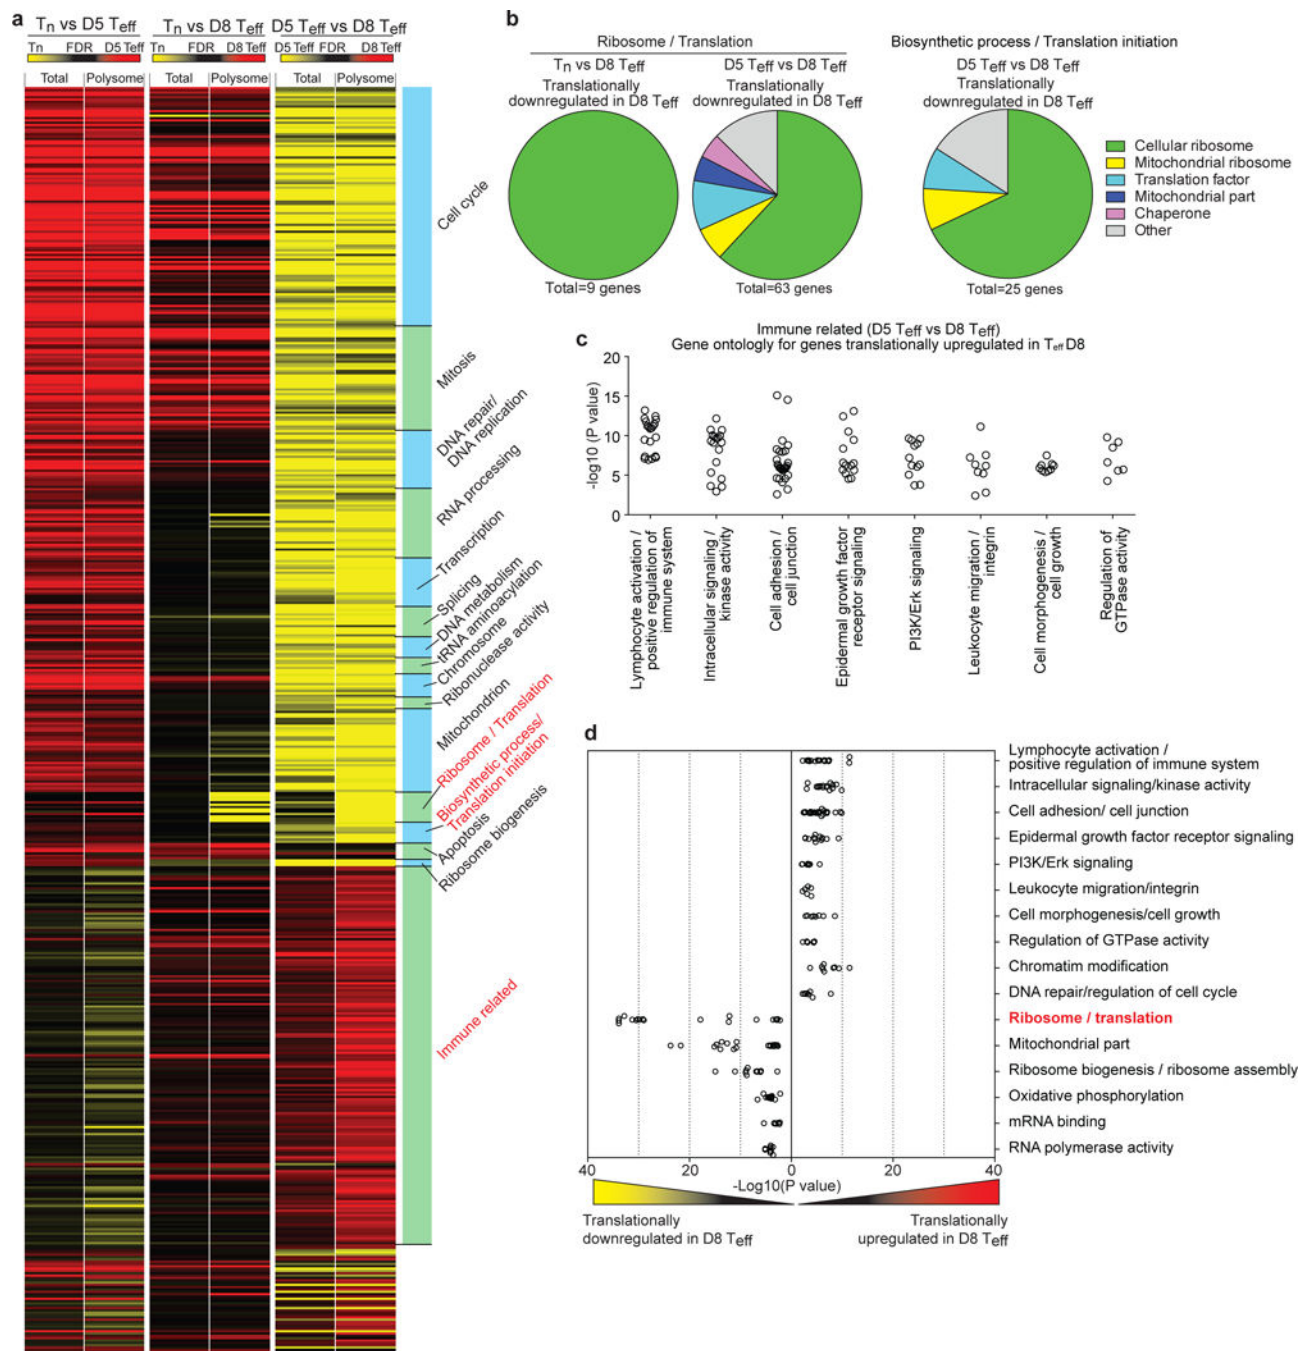 a
Tn vs D5 Teff
Tn vs D8 Teff
D5 Teff vs D8 Teff
Tn FDR D5 Teff
Tn FDR D8 Teff
D5 Teff FDR D8 Teff
Total Polysome
Total Polysome
Total Polysome
Cell cycle
Mitosis
DNA repair/
DNA replication
RNA processing
Transcription
Splicing
DNA metabolism
tRNA aminoacylation
Chromosome
Ribonuclease activity
Mitochondrion
Ribosome / Translation
Biosynthetic process/
Translation initiation
Apoptosis
Ribosome biogenesis
Immune related
b
Ribosome / Translation
Tn vs D8 Teff
Translationally
downregulated in D8 Teff
Total=9 genes
D5 Teff vs D8 Teff
Translationally
downregulated in D8 Teff
Total=63 genes
Biosynthetic process / Translation initiation
D5 Teff vs D8 Teff
Translationally
downregulated in D8 Teff
Total=25 genes
Cellular ribosome
Mitochondrial ribosome
Translation factor
Mitochondrial part
Chaperone
Other
c
Immune related (D5 Teff vs D8 Teff)
Gene ontologly for genes translationally upregulated in Teff D8
-log10 (P value)
20
15
10
5
0
Lymphocyte activation /
positive regulation of
immune system
Intracellular signaling /
kinase activity
Cell adhesion /
cell junction
Epidermal growth factor
receptor signaling
PI3K/Erk signaling
Leukocyte migration /
integrin
Cell morphogenesis /
cell growth
Regulation of
GTPase activity
d
Lymphocyte activation /
positive regulation of immune system
Intracellular signaling/kinase activity
Cell adhesion/ cell junction
Epidermal growth factor receptor signaling
PI3K/Erk signaling
Leukocyte migration/integrin
Cell morphogenesis/cell growth
Regulation of GTPase activity
Chromatim modification
DNA repair/regulation of cell cycle
Ribosome / translation
Mitochondrial part
Ribosome biogenesis / ribosome assembly
Oxidative phosphorylation
mRNA binding
RNA polymerase activity
40 20 0 20 40
-Log10(P value)
Translationally
downregulated in D8 Teff
Translationally
upregulated in D8 Teff